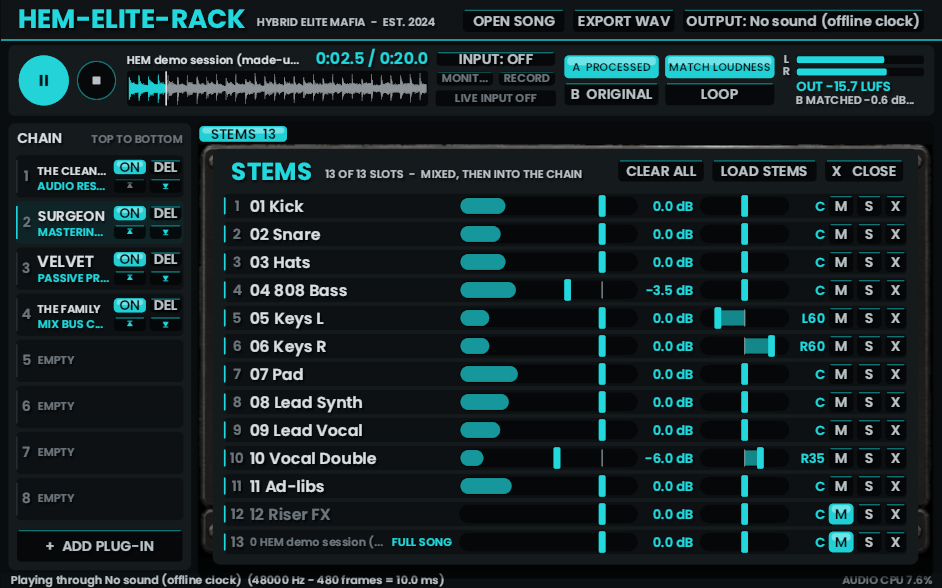 HEM-ELITE-RACK HYBRID ELITE MAFIA – EST. 2024 OPEN SONG EXPORT WAV OUTPUT: No sound (offline clock)
HEM demo session (made-u... 0:02.5 / 0:20.0
INPUT: OFF
MONIT... RECORD
LIVE INPUT OFF
A PROCESSED
B ORIGINAL
MATCH LOUDNESS
LOOP
L
R
OUT -15.7 LUFS
B MATCHED -0.6 dB...
CHAIN TOP TO BOTTOM
1 THE CLEAN... ON DEL
AUDIO RES...
2 SURGEON ON DEL
MASTERIN...
3 VELVET ON DEL
PASSIVE PR...
4 THE FAMILY ON DEL
MIX BUS C...
5 EMPTY
6 EMPTY
7 EMPTY
8 EMPTY
+ ADD PLUG-IN
STEMS 13
STEMS 13 OF 13 SLOTS – MIXED, THEN INTO THE CHAIN CLEAR ALL LOAD STEMS X CLOSE
1 01 Kick 0.0 dB C M S X
2 02 Snare 0.0 dB C M S X
3 03 Hats 0.0 dB C M S X
4 04 808 Bass -3.5 dB C M S X
5 05 Keys L 0.0 dB L60 M S X
6 06 Keys R 0.0 dB R60 M S X
7 07 Pad 0.0 dB C M S X
8 08 Lead Synth 0.0 dB C M S X
9 09 Lead Vocal 0.0 dB C M S X
10 10 Vocal Double -6.0 dB R35 M S X
11 11 Ad-libs 0.0 dB C M S X
12 12 Riser FX 0.0 dB C M S X
13 0 HEM demo session (... FULL SONG 0.0 dB C M S X
Playing through No sound (offline clock) (48000 Hz - 480 frames = 10.0 ms) AUDIO CPU 7.6%